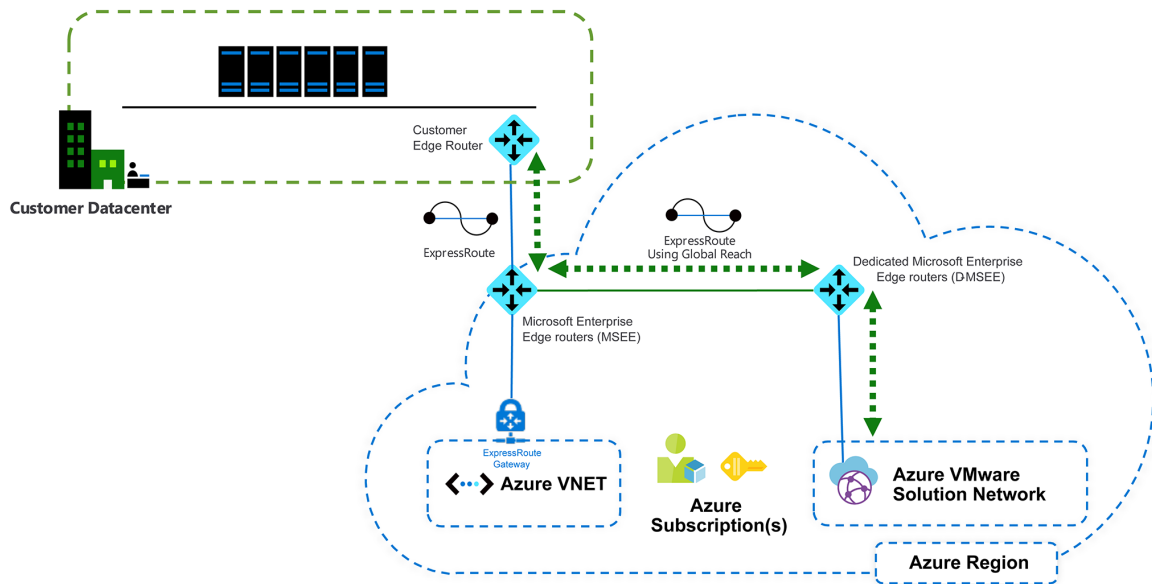 Customer
Edge Router
Customer Datacenter
ExpressRoute
ExpressRoute
Using Global Reach
Dedicated Microsoft Enterprise
Edge routers (D-MSEE)
Microsoft Enterprise
Edge routers (MSEE)
ExpressRoute
Gateway
Azure VNET
Azure
Subscription(s)
Azure VMware
Solution Network
Azure Region